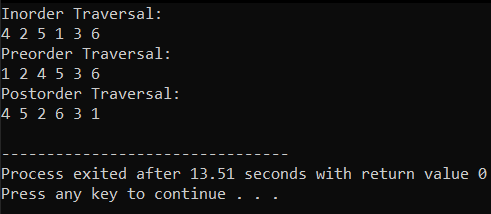 Inorder Traversal:
4 2 5 1 3 6
Preorder Traversal:
1 2 4 5 3 6
Postorder Traversal:
4 5 2 6 3 1
--------------------------------
Process exited after 13.51 seconds with return value 0
Press any key to continue . . .